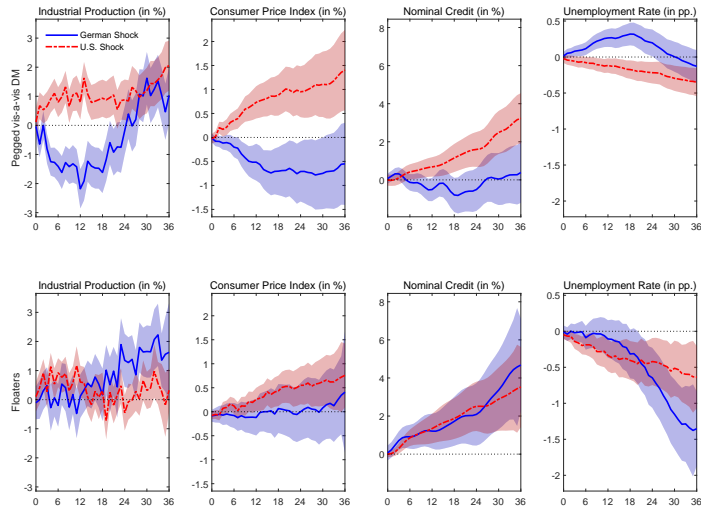 Industrial Production (in %)
Consumer Price Index (in %)
Nominal Credit (in %)
Unemployment Rate (in pp.)
Pegged vis-a-vis DM
German Shock
U.S. Shock
3
2
1
0
-1
-2
-3
0 6 12 18 24 30 36
2
1.5
1
0.5
0
-0.5
-1
-1.5
0 6 12 18 24 30 36
8
6
4
2
0
-2
0 6 12 18 24 30 36
0.5
0
-0.5
-1
-1.5
-2
0 6 12 18 24 30 36
Industrial Production (in %)
Consumer Price Index (in %)
Nominal Credit (in %)
Unemployment Rate (in pp.)
Floaters
3
2
1
0
-1
-2
-3
0 6 12 18 24 30 36
2
1.5
1
0.5
0
-0.5
-1
0 6 12 18 24 30 36
8
6
4
2
0
0 6 12 18 24 30 36
0.5
0
-0.5
-1
-1.5
-2
0 6 12 18 24 30 36